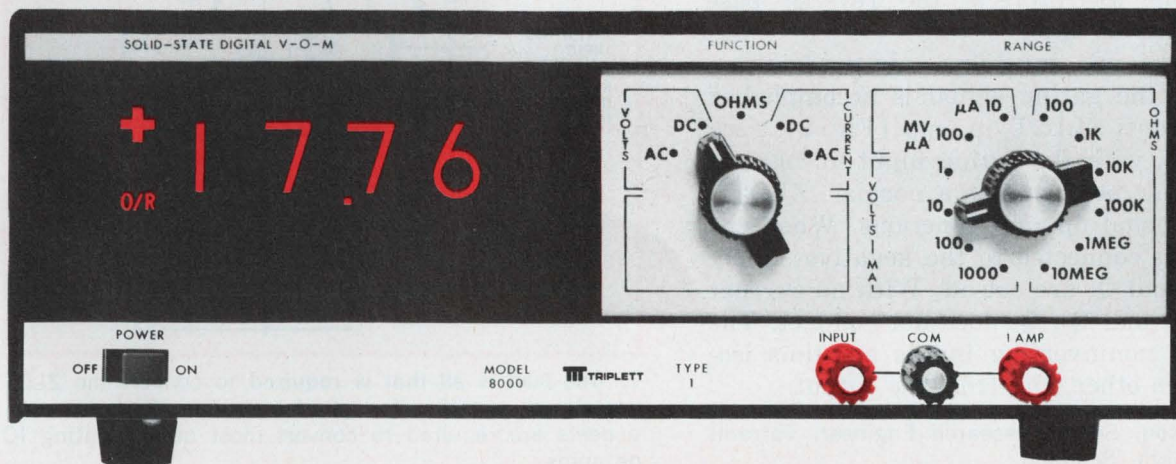 SOLID-STATE DIGITAL V-O-M
FUNCTION
RANGE
+17.76
O/R
VOLTS
AC
DC
OHMS
DC
AC
CURRENT
MV
µA
µA 10
100
1
10
100
1000
VOLTS
MA
100
1K
10K
100K
1MEG
10MEG
OHMS
POWER
OFF
ON
MODEL
8000
TRIPLETT
TYPE
1
INPUT
COM
1 AMP